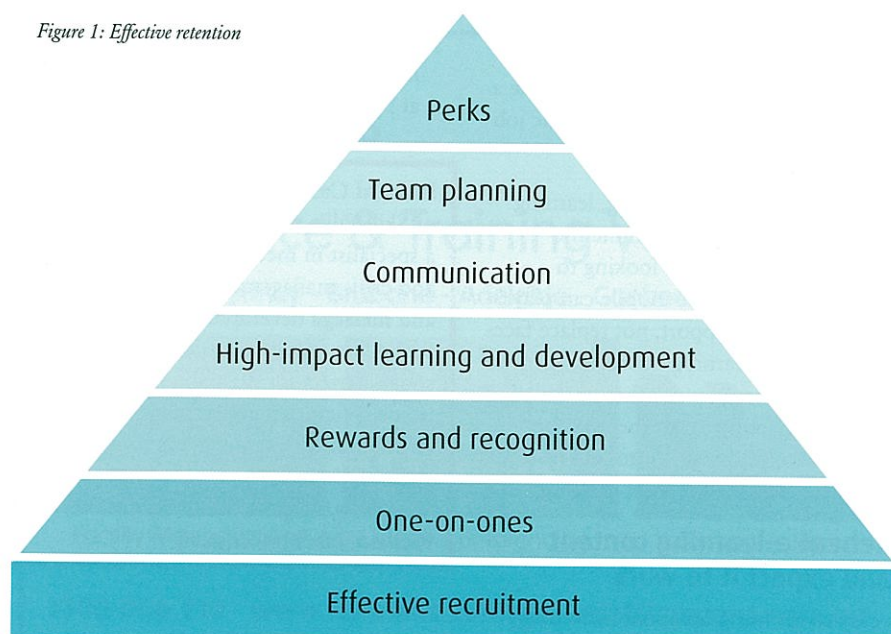 Figure 1: Effective retention
Perks
Team planning
Communication
High-impact learning and development
Rewards and recognition
One-on-ones
Effective recruitment